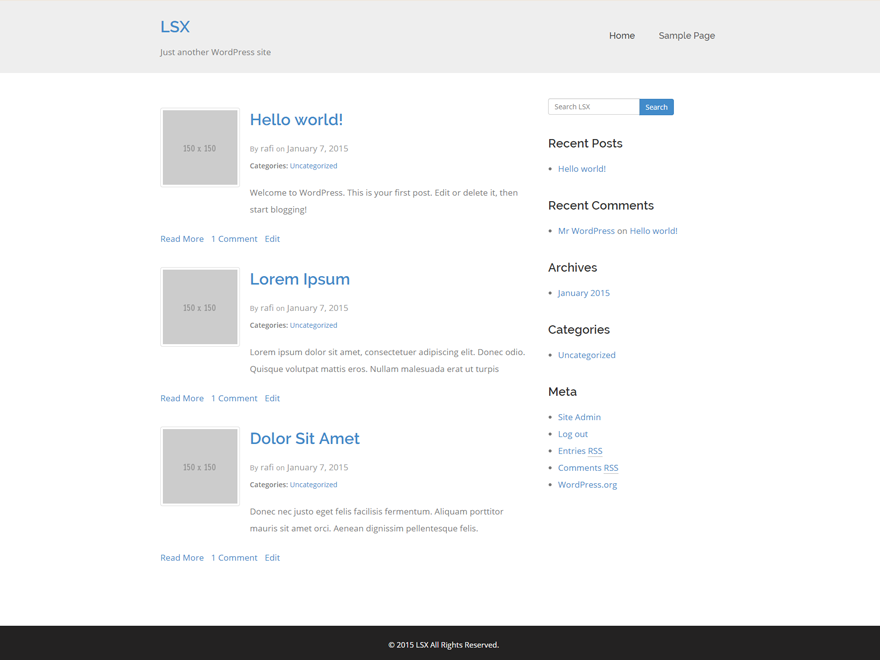 LSX
Just another WordPress site
Home Sample Page
150 x 150
Hello world!
By rafi on January 7, 2015
Categories: Uncategorized
Welcome to WordPress. This is your first post. Edit or delete it, then
start blogging!
Read More 1 Comment Edit
150 x 150
Lorem Ipsum
By rafi on January 7, 2015
Categories: Uncategorized
Lorem ipsum dolor sit amet, consectetuer adipiscing elit. Donec odio.
Quisque volutpat mattis eros. Nullam malesuada erat ut turpis
Read More 1 Comment Edit
150 x 150
Dolor Sit Amet
By rafi on January 7, 2015
Categories: Uncategorized
Donec nec justo eget felis facilisis fermentum. Aliquam porttitor
mauris sit amet orci. Aenean dignissim pellentesque felis.
Read More 1 Comment Edit
Search LSX Search
Recent Posts
Hello world!
Recent Comments
Mr WordPress on Hello world!
Archives
January 2015
Categories
Uncategorized
Meta
Site Admin
Log out
Entries RSS
Comments RSS
WordPress.org
© 2015 LSX All Rights Reserved.